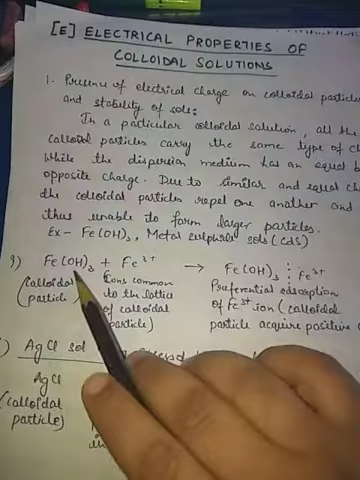 [E] ELECTRICAL PROPERTIES OF
COLLOIDAL SOLUTIONS
1. Presence of electrical charge on colloidal particles
and stability of sols:
In a particular colloidal solution, all the
colloidal particles carry the same type of
While the dispersion medium has an equal
opposite charge. Due to similar and equal
the colloidal particles repel one another and
thus unable to form larger particles.
Ex- Fe(OH)3, Metal sulphide sols (CdS)
Fe(OH)3 + Fe3+ → Fe(OH)3 ⋮ Fe3+
(colloidal particle) Ions common to the lattice of colloidal particle) Preferential adsorption of Fe3+ ion (colloidal particle acquire positive
AgCl sol
AgCl
(colloidal
particle)